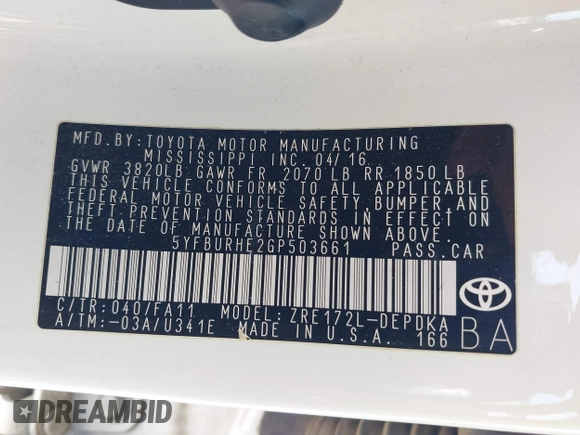 MFD. BY: TOYOTA MOTOR MANUFACTURING
MISSISSIPPI INC. 04/16
GVWR 3820LB GAWR FR 2070 LB RR 1850 LB
THIS VEHICLE CONFORMS TO ALL APPLICABLE
FEDERAL MOTOR VEHICLE SAFETY, BUMPER, AND
THEFT PREVENTION STANDARDS IN EFFECT ON
THE DATE OF MANUFACTURE SHOWN ABOVE.
5YFBURHE2GP503661 PASS. CAR
C/TR: 040/FA11 MODEL: ZRE172L-DEPDKA
A/TM: -03A/U341E MADE IN U.S.A. 166
BA
DREAMBID